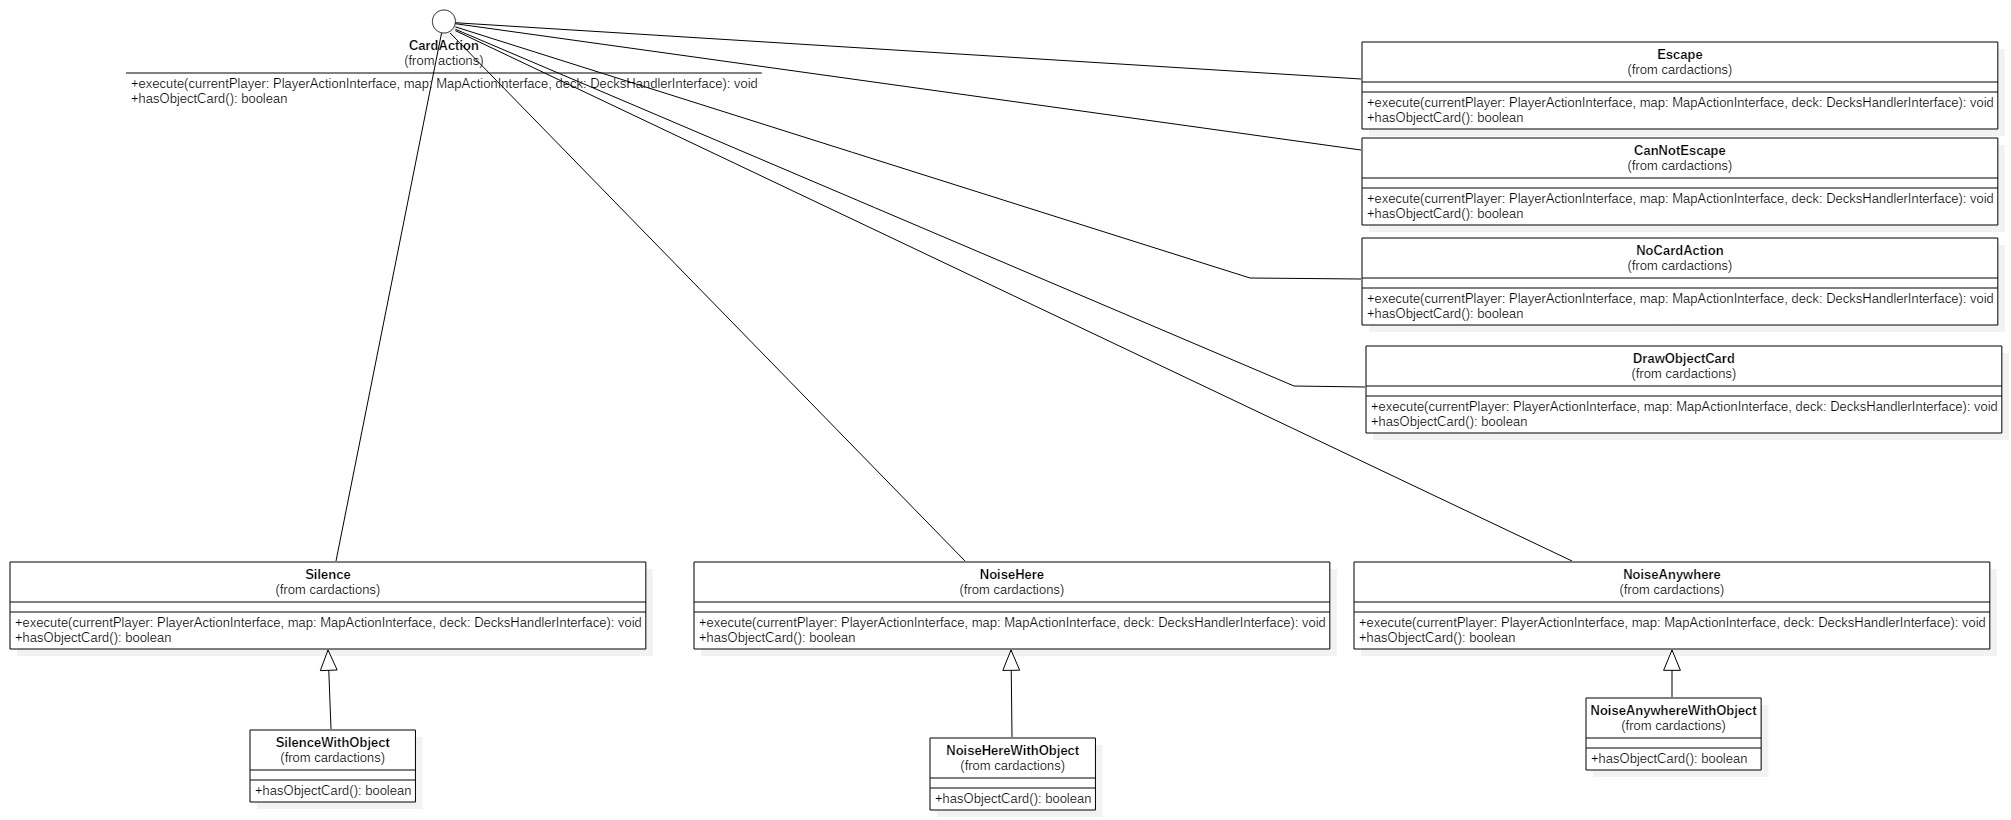 CardAction
(from actions)
+execute(currentPlayer: PlayerActionInterface, map: MapActionInterface, deck: DecksHandlerInterface): void
+hasObjectCard(): boolean
Escape
(from cardactions)
+execute(currentPlayer: PlayerActionInterface, map: MapActionInterface, deck: DecksHandlerInterface): void
+hasObjectCard(): boolean
CanNotEscape
(from cardactions)
+execute(currentPlayer: PlayerActionInterface, map: MapActionInterface, deck: DecksHandlerInterface): void
+hasObjectCard(): boolean
NoCardAction
(from cardactions)
+execute(currentPlayer: PlayerActionInterface, map: MapActionInterface, deck: DecksHandlerInterface): void
+hasObjectCard(): boolean
DrawObjectCard
(from cardactions)
+execute(currentPlayer: PlayerActionInterface, map: MapActionInterface, deck: DecksHandlerInterface): void
+hasObjectCard(): boolean
Silence
(from cardactions)
+execute(currentPlayer: PlayerActionInterface, map: MapActionInterface, deck: DecksHandlerInterface): void
+hasObjectCard(): boolean
NoiseHere
(from cardactions)
+execute(currentPlayer: PlayerActionInterface, map: MapActionInterface, deck: DecksHandlerInterface): void
+hasObjectCard(): boolean
NoiseAnywhere
(from cardactions)
+execute(currentPlayer: PlayerActionInterface, map: MapActionInterface, deck: DecksHandlerInterface): void
+hasObjectCard(): boolean
SilenceWithObject
(from cardactions)
+hasObjectCard(): boolean
NoiseHereWithObject
(from cardactions)
+hasObjectCard(): boolean
NoiseAnywhereWithObject
(from cardactions)
+hasObjectCard(): boolean